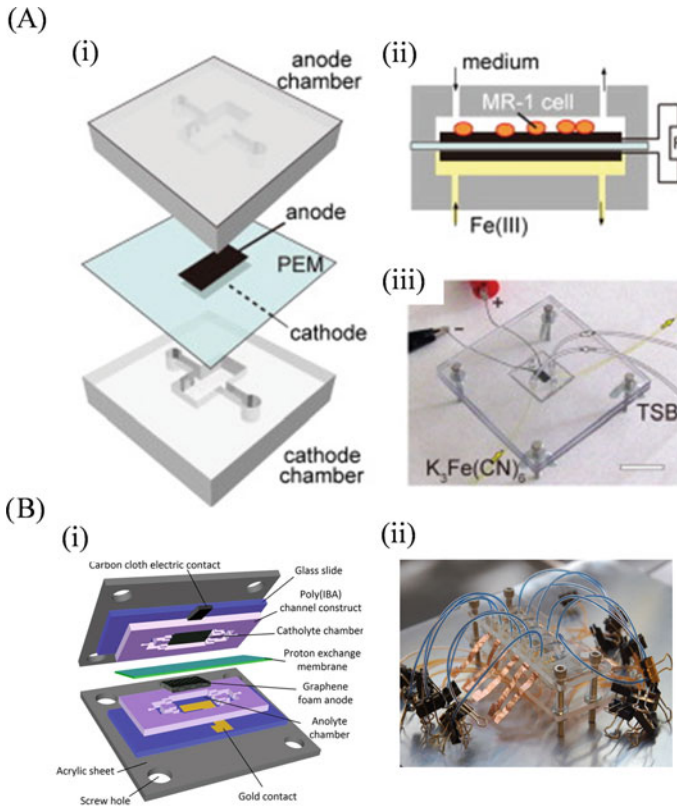 (A)
(i)
anode
chamber
anode
PEM
cathode
cathode
chamber
(ii)
medium
MR-1 cell
Fe(III)
(iii)
+
-
TSB
K₃Fe(CN)₆
(B)
(i)
Carbon cloth electric contact
Glass slide
Poly(IBA)
channel construct
Catholyte chamber
Proton exchange
membrane
Graphene
foam anode
Anolyte
chamber
Acrylic sheet
Gold contact
Screw hole
(ii)